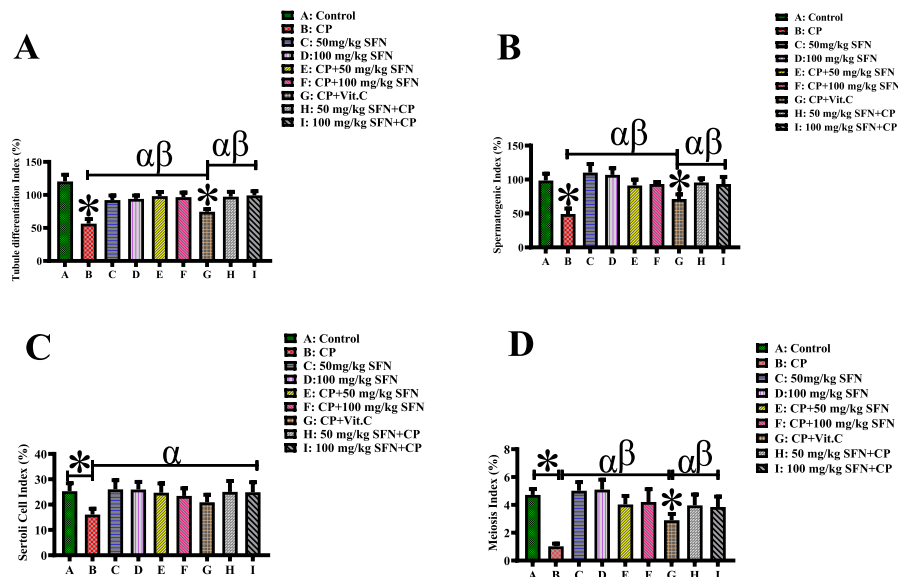 A
A: Control
B: CP
C: 50mg/kg SFN
D:100 mg/kg SFN
E: CP+50 mg/kg SFN
F: CP+100 mg/kg SFN
G: CP+Vit.C
H: 50 mg/kg SFN+CP
I: 100 mg/kg SFN+CP
αβ
αβ
*
*
Tubule differentiation Index (%)
150
100
50
0
A B C D E F G H I
B
A: Control
B: CP
C: 50mg/kg SFN
D:100 mg/kg SFN
E: CP+50 mg/kg SFN
F: CP+100 mg/kg SFN
G: CP+Vit.C
H: 50 mg/kg SFN+CP
I: 100 mg/kg SFN+CP
αβ
αβ
*
*
Spermatogenic Index (%)
150
100
50
0
A B C D E F G H I
C
A: Control
B: CP
C: 50mg/kg SFN
D:100 mg/kg SFN
E: CP+50 mg/kg SFN
F: CP+100 mg/kg SFN
G: CP+Vit.C
H: 50 mg/kg SFN+CP
I: 100 mg/kg SFN+CP
*
α
Sertoli Cell Index (%)
40
30
20
10
0
A B C D E F G H I
D
A: Control
B: CP
C: 50mg/kg SFN
D:100 mg/kg SFN
E: CP+50 mg/kg SFN
F: CP+100 mg/kg SFN
G: CP+Vit.C
H: 50 mg/kg SFN+CP
I: 100 mg/kg SFN+CP
*
αβ
αβ
*
Meiosis Index (%)
8
6
4
2
0
A B C D E F G H I